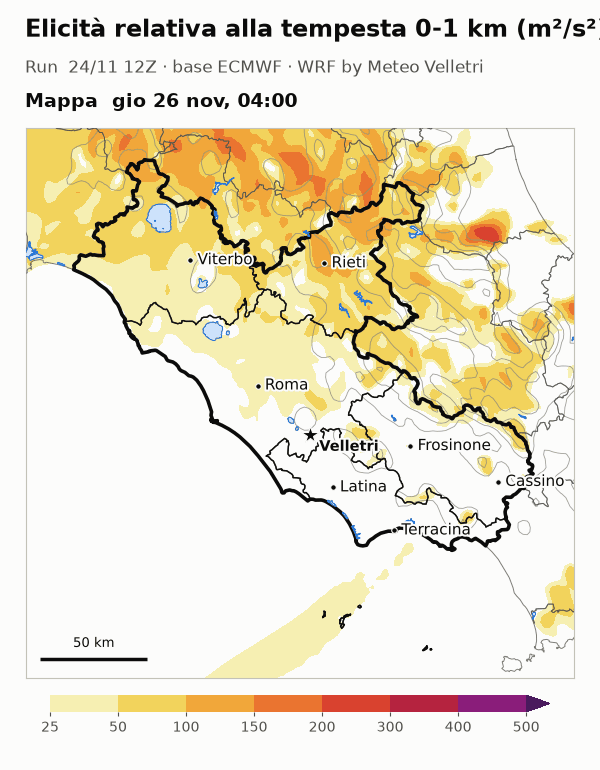 Elicità relativa alla tempesta 0-1 km (m²/s²)
Run 24/11 12Z · base ECMWF · WRF by Meteo Velletri
Mappa gio 26 nov, 04:00
Viterbo
Rieti
Roma
Velletri
Frosinone
Cassino
Latina
Terracina
50 km
25 50 100 150 200 300 400 500